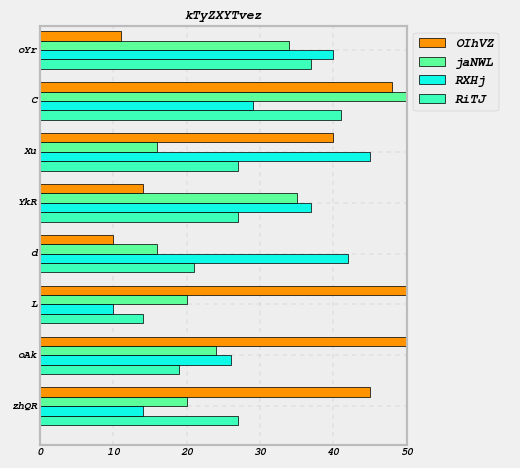 kTyZXYTvez
oYr
C
Xu
YkR
d
L
oAk
zhQR
0 10 20 30 40 50
OIhVZ
jaNWL
RXHj
RiTJ